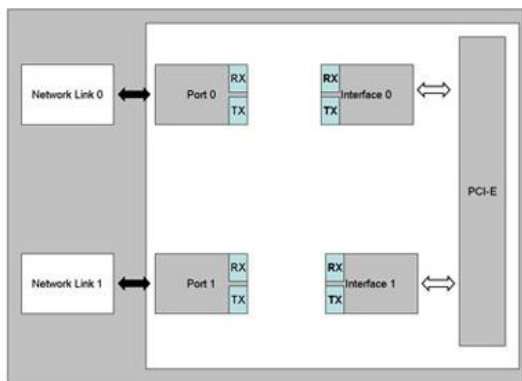 Network Link 0
Port 0
RX
TX
RX
TX
Interface 0
PCI-E
Network Link 1
Port 1
RX
TX
RX
TX
Interface 1